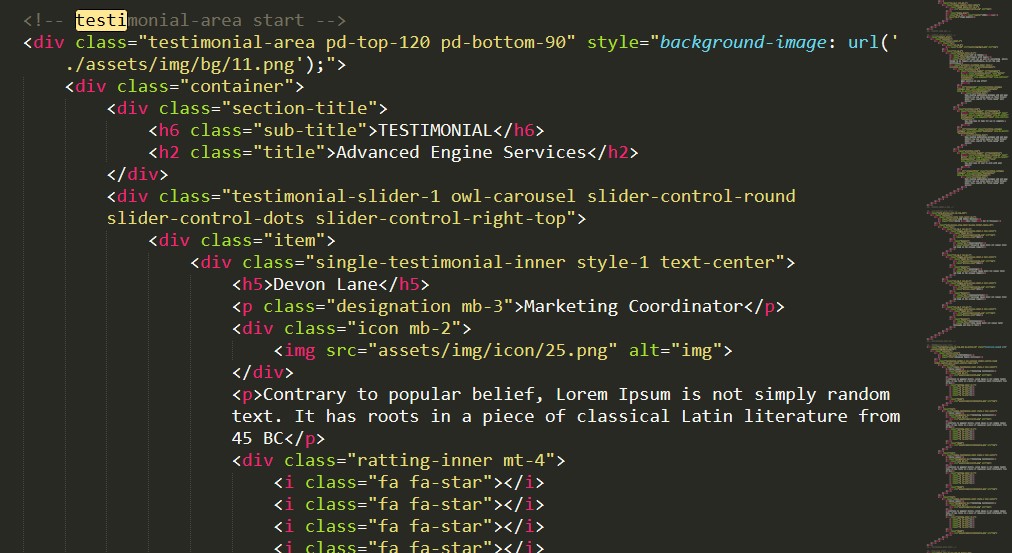 <!-- testimonial-area start -->
<div class="testimonial-area pd-top-120 pd-bottom-90" style="background-image: url('
./assets/img/bg/11.png');">
<div class="container">
<div class="section-title">
<h6 class="sub-title">TESTIMONIAL</h6>
<h2 class="title">Advanced Engine Services</h2>
</div>
<div class="testimonial-slider-1 owl-carousel slider-control-round
slider-control-dots slider-control-right-top">
<div class="item">
<div class="single-testimonial-inner style-1 text-center">
<h5>Devon Lane</h5>
<p class="designation mb-3">Marketing Coordinator</p>
<div class="icon mb-2">
<img src="assets/img/icon/25.png" alt="img">
</div>
<p>Contrary to popular belief, Lorem Ipsum is not simply random
text. It has roots in a piece of classical Latin literature from
45 BC</p>
<div class="ratting-inner mt-4">
<i class="fa fa-star"></i>
<i class="fa fa-star"></i>
<i class="fa fa-star"></i>
<i class="fa fa-star"></i>